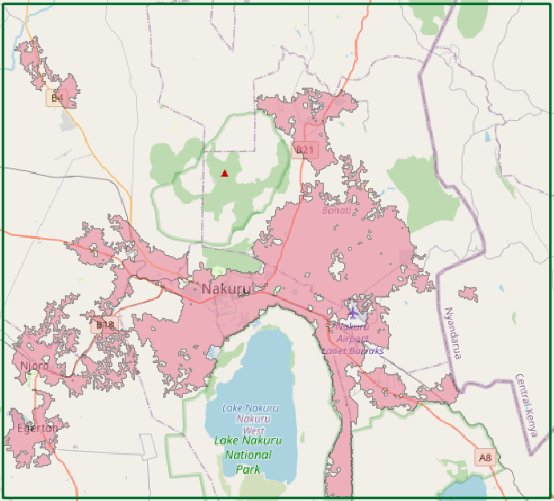 B4
B21
Bahati
Nakuru
Nakuru
Airport
Lanet Barracks
B18
Njoro
Egerton
Lake Nakuru
Nakuru
West
Lake Nakuru
National
Park
Nyandarua
Central Kenya
A8